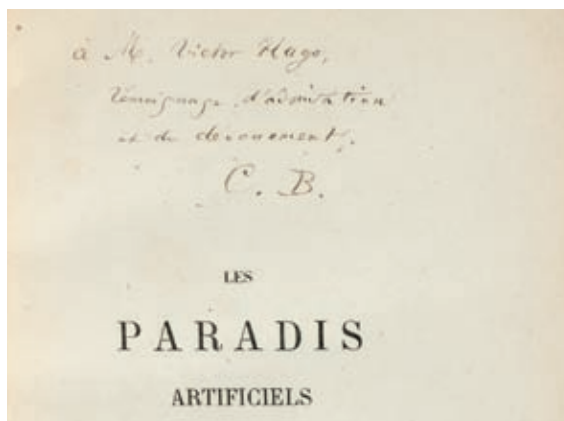 à M. Victor Hugo,
témoignage d'admiration
et de dévouement.
C. B.
LES
PARADIS
ARTIFICIELS